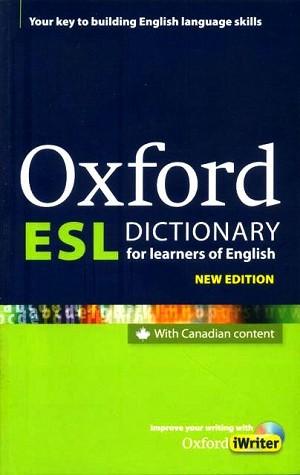 Your key to building English language skills
Oxford
ESL DICTIONARY
for learners of English
NEW EDITION
With Canadian content
Improve your writing with
Oxford iWriter